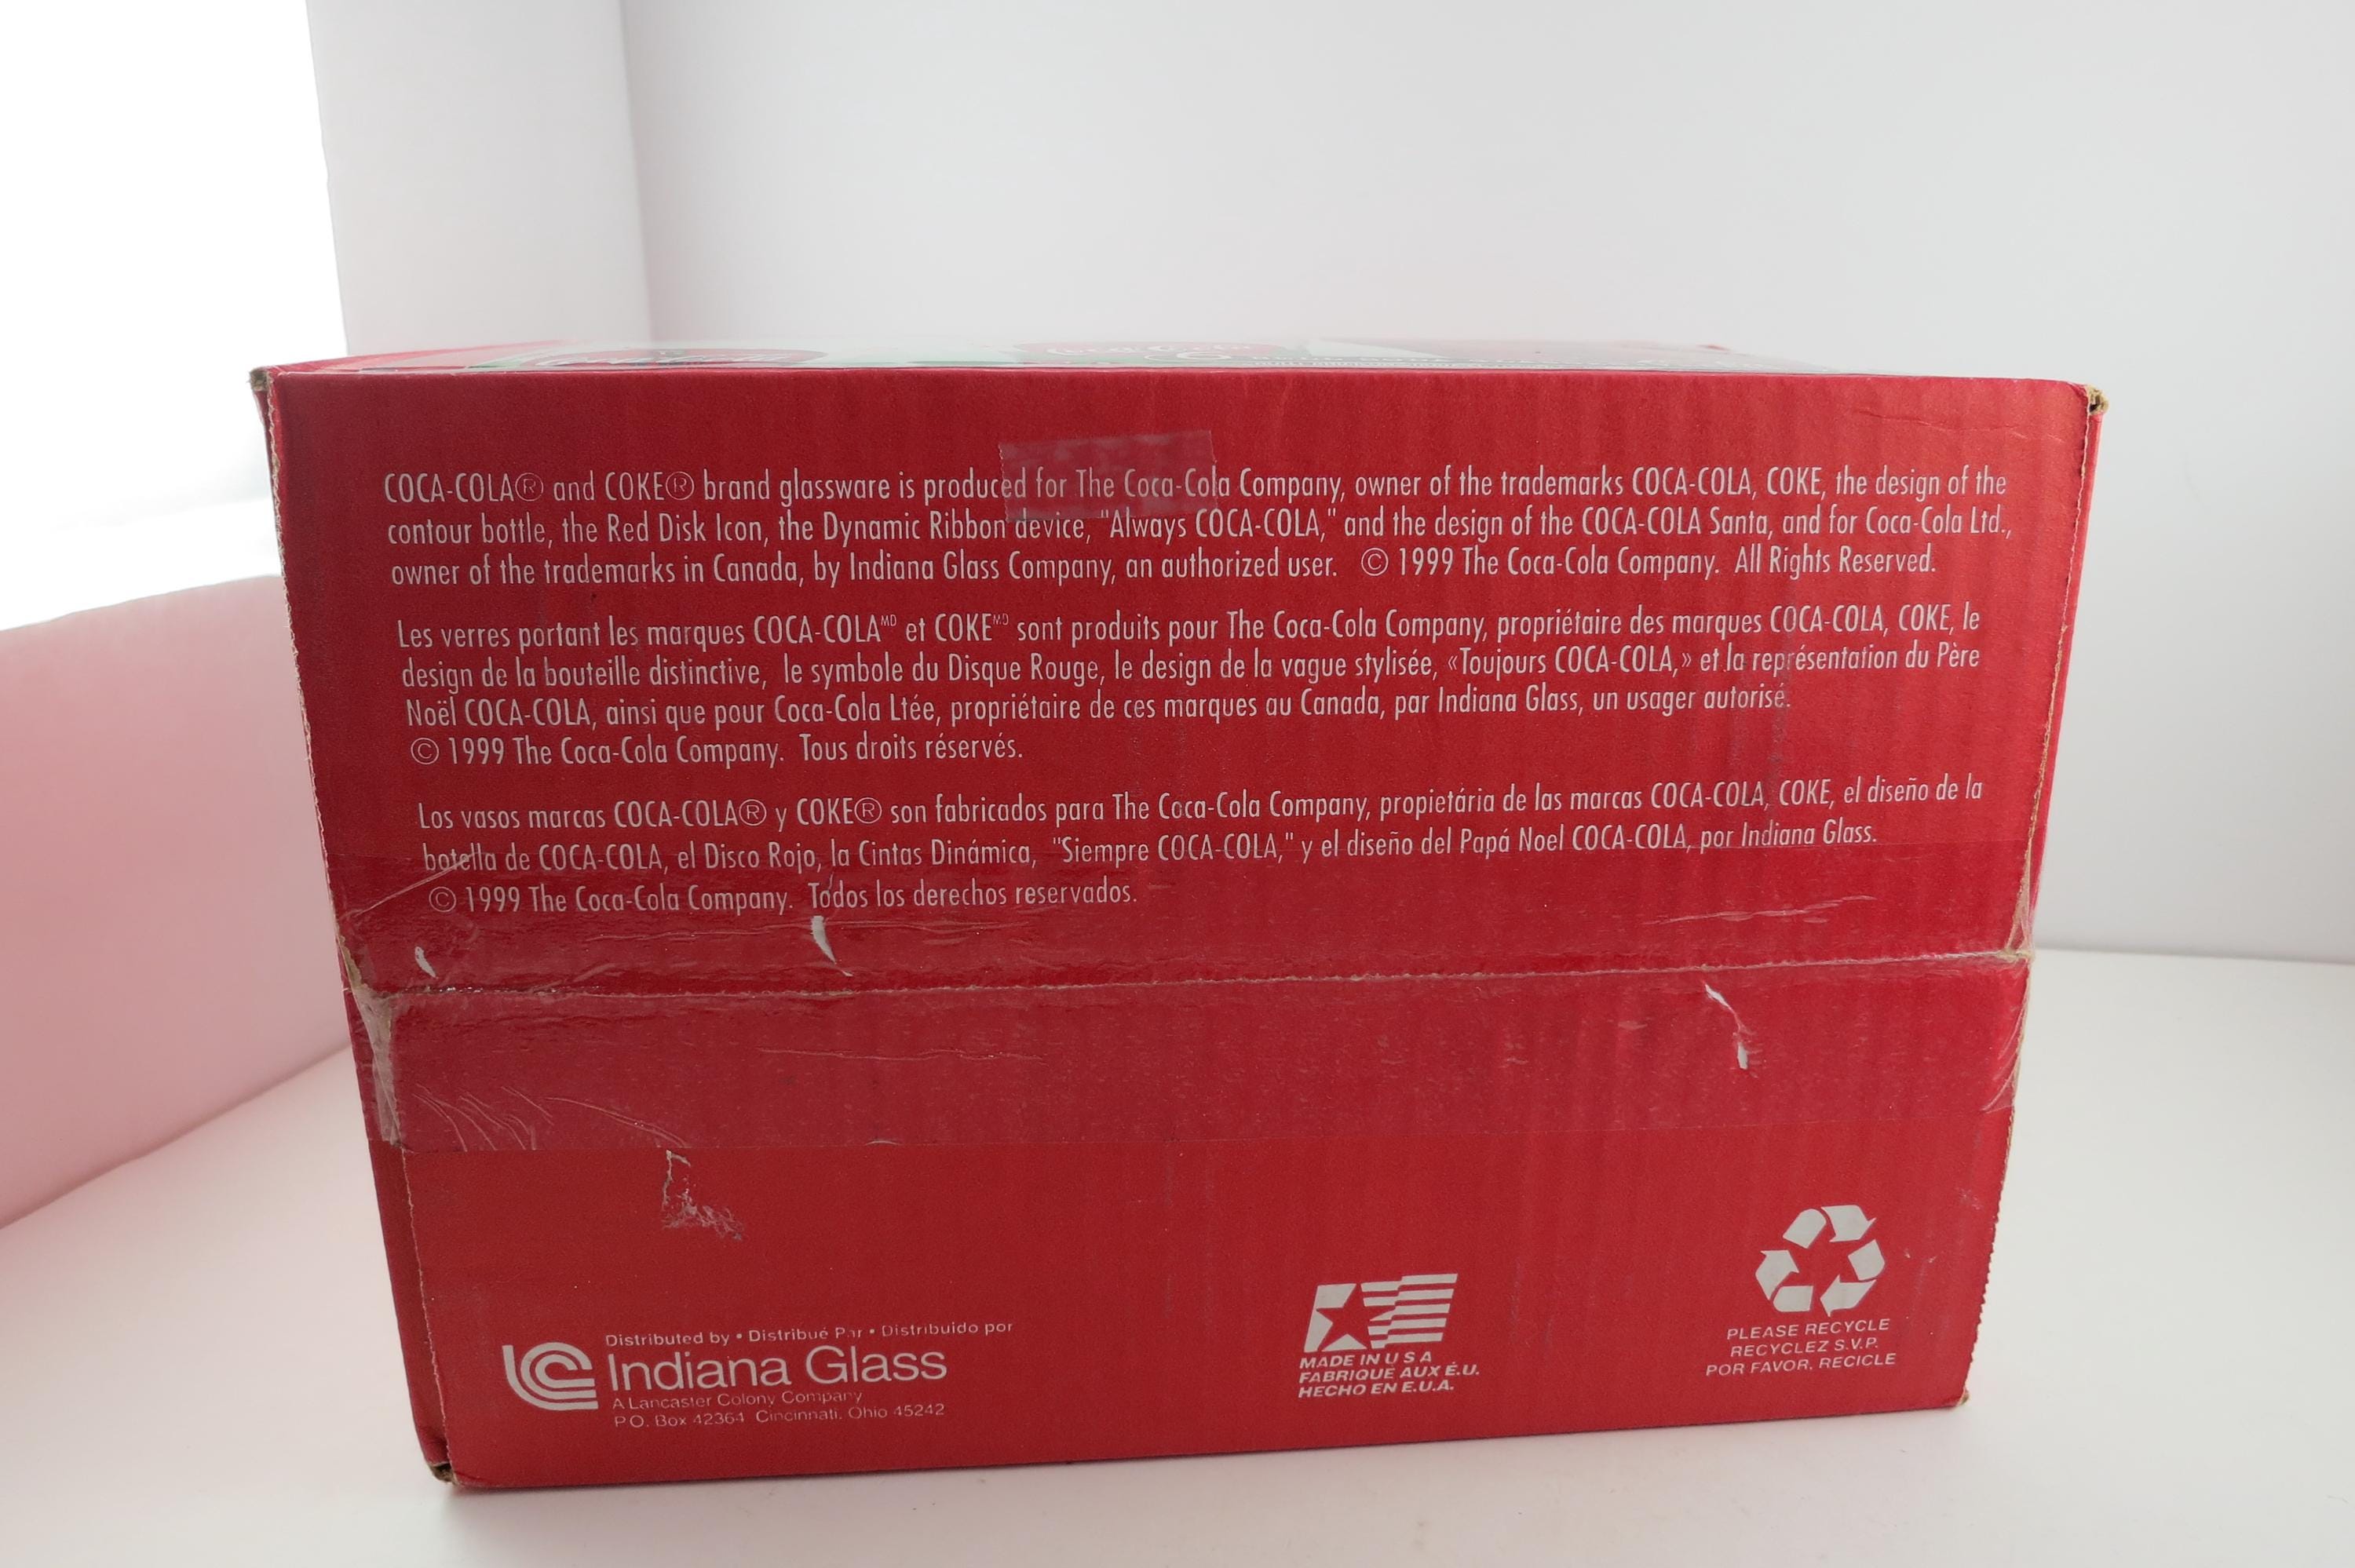 COCA-COLA® and COKE® brand glassware is produced for The Coca-Cola Company, owner of the trademarks COCA-COLA, COKE, the design of the
contour bottle, the Red Disk Icon, the Dynamic Ribbon device, "Always COCA-COLA," and the design of the COCA-COLA Santa, and for Coca-Cola Ltd.,
owner of the trademarks in Canada, by Indiana Glass Company, an authorized user. © 1999 The Coca-Cola Company. All Rights Reserved.
Les verres portant les marques COCA-COLAᴹᴰ et COKEᴹᴰ sont produits pour The Coca-Cola Company, propriétaire des marques COCA-COLA, COKE, le
design de la bouteille distinctive, le symbole du Disque Rouge, le design de la vague stylisée, «Toujours COCA-COLA,» et la représentation du Père
Noël COCA-COLA, ainsi que pour Coca-Cola Ltée, propriétaire de ces marques au Canada, par Indiana Glass, un usager autorisé.
© 1999 The Coca-Cola Company. Tous droits réservés.
Los vasos marcas COCA-COLA® y COKE® son fabricados para The Coca-Cola Company, propietária de las marcas COCA-COLA, COKE, el diseño de la
botella de COCA-COLA, el Disco Rojo, la Cintas Dinámica, "Siempre COCA-COLA," y el diseño del Papá Noel COCA-COLA, por Indiana Glass.
© 1999 The Coca-Cola Company. Todos los derechos reservados.
Distributed by • Distribué Par • Distribuido por
Indiana Glass
A Lancaster Colony Company
P.O. Box 42364 Cincinnati, Ohio 45242
MADE IN U S A
FABRIQUE AUX É.U.
HECHO EN E.U.A.
PLEASE RECYCLE
RECYCLEZ S.V.P.
POR FAVOR, RECICLE